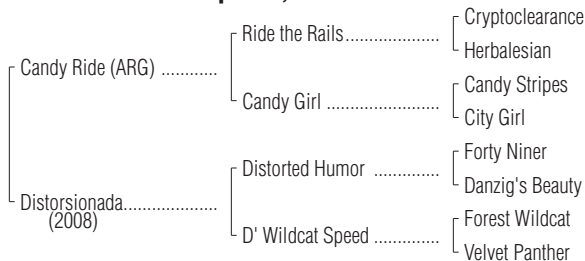 Cryptoclearance
Ride the Rails
Herbalesian
Candy Ride (ARG)
Candy Stripes
Candy Girl
City Girl
Forty Niner
Distorted Humor
Danzig's Beauty
Distorsionada
(2008)
Forest Wildcat
D' Wildcat Speed
Velvet Panther